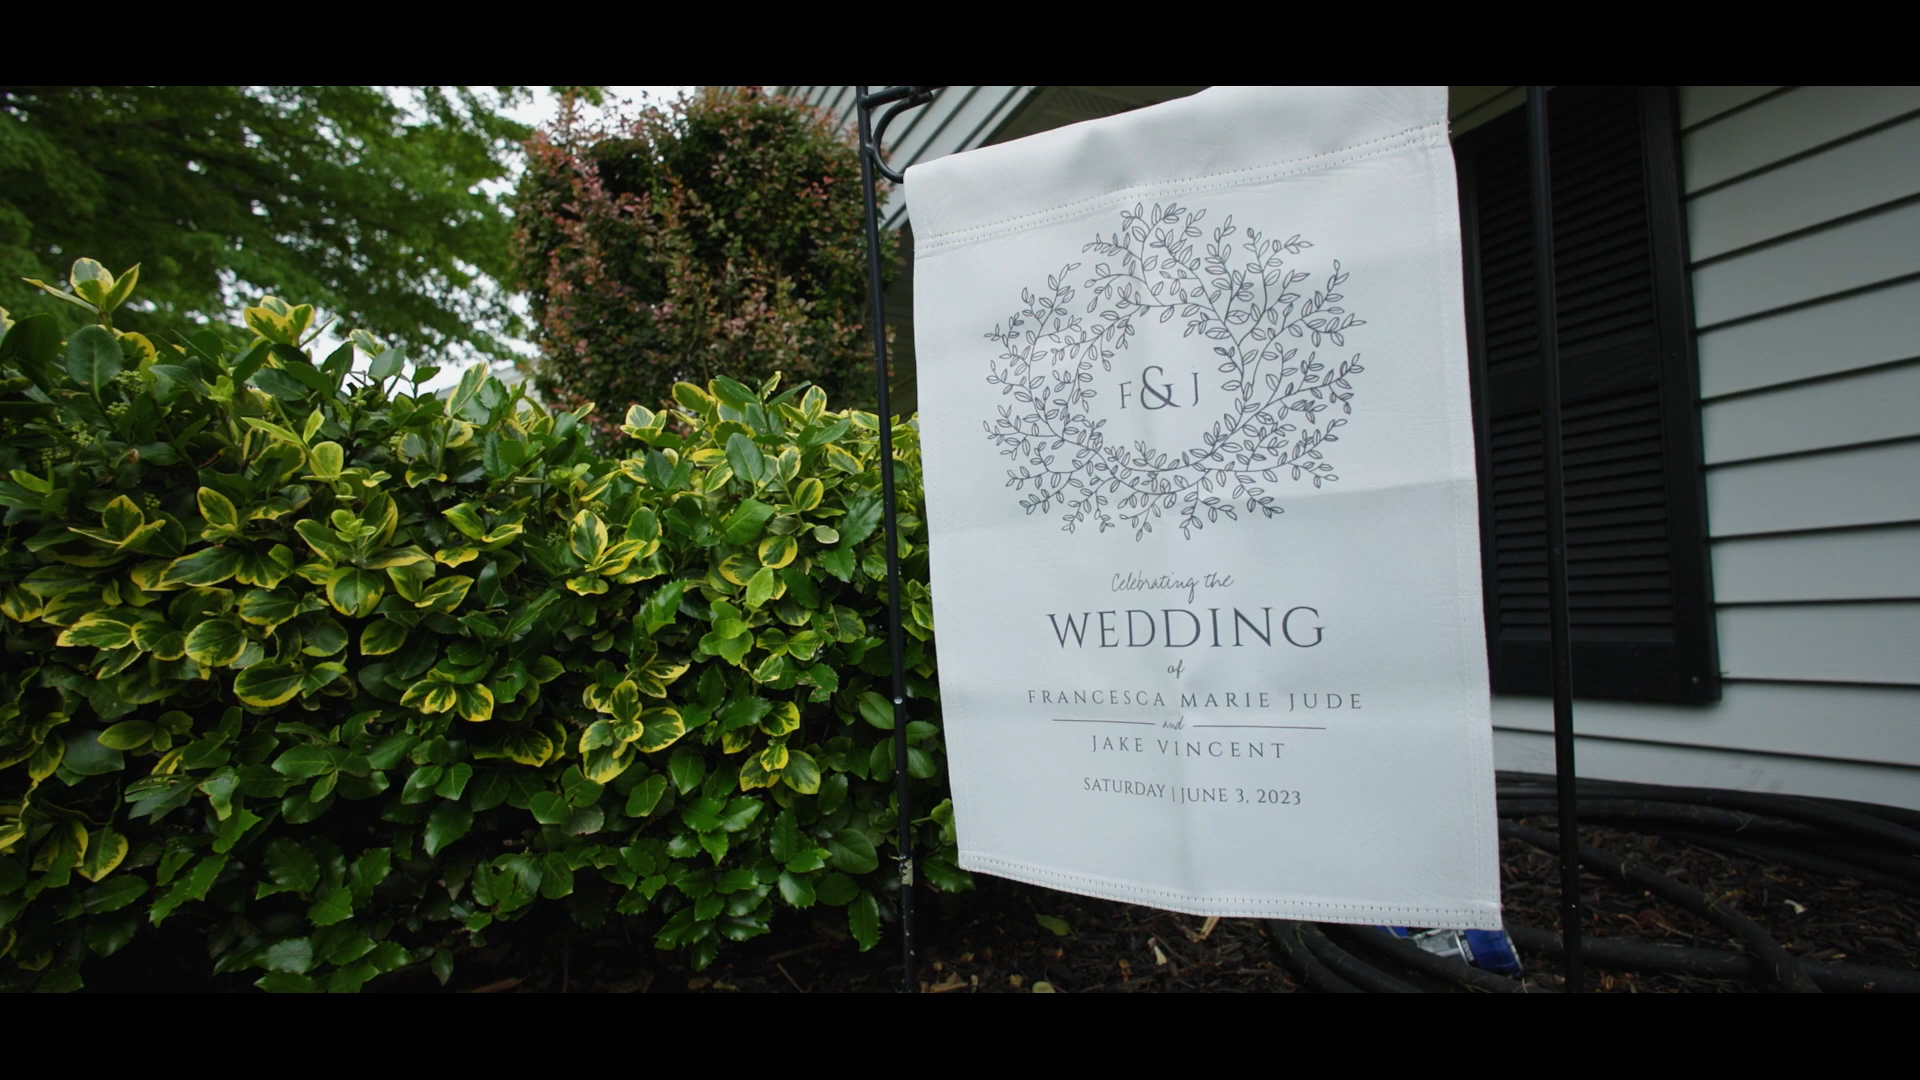 F & J
Celebrating the
WEDDING
of
FRANCESCA MARIE JUDE
and
JAKE VINCENT
SATURDAY | JUNE 3, 2023